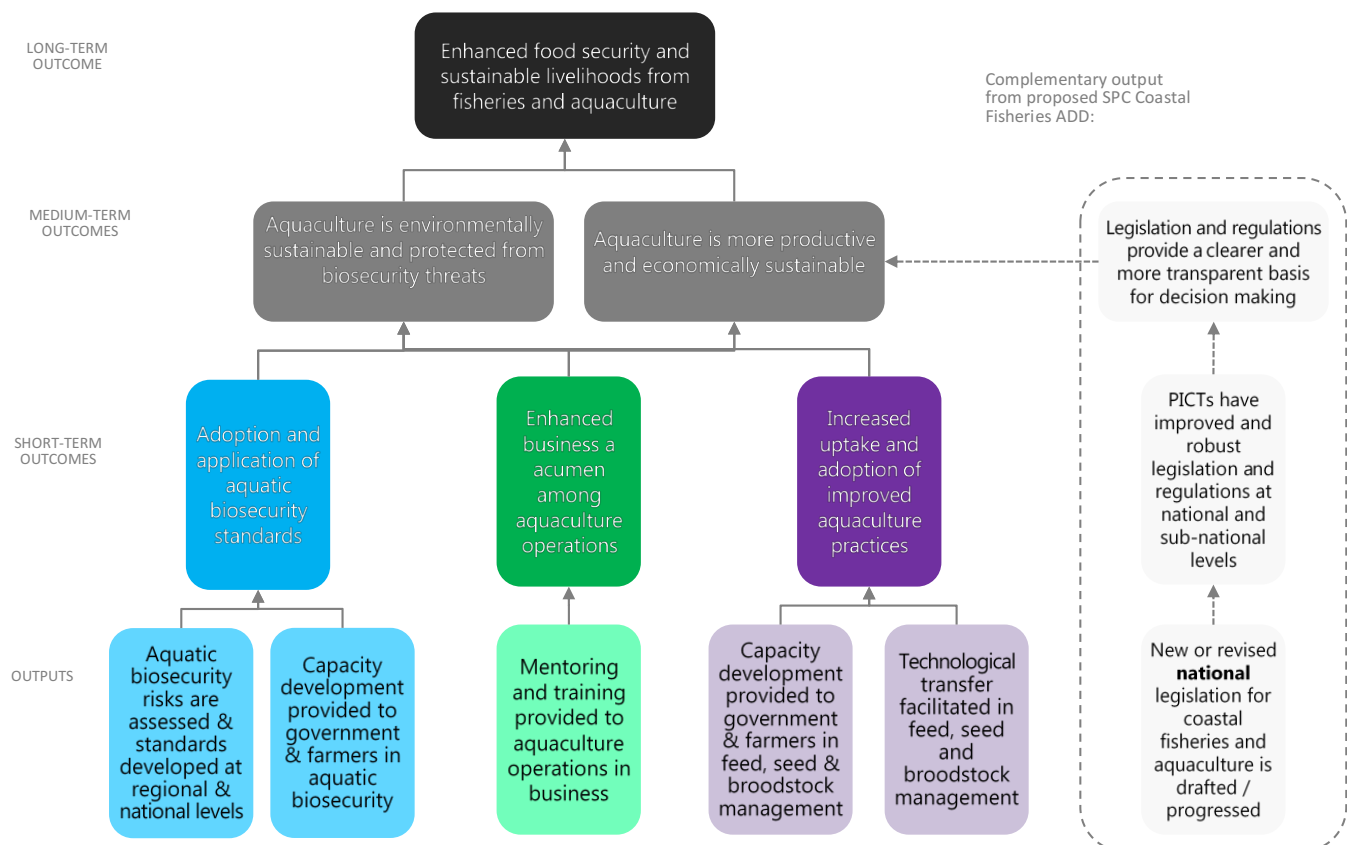 LONG-TERM
OUTCOME
Enhanced food security and
sustainable livelihoods from
fisheries and aquaculture
Complementary output
from proposed SPC Coastal
Fisheries ADD:
MEDIUM-TERM
OUTCOMES
Aquaculture is environmentally
sustainable and protected from
biosecurity threats
Aquaculture is more productive
and economically sustainable
Legislation and regulations
provide a clearer and
more transparent basis
for decision making
SHORT-TERM
OUTCOMES
Adoption and
application of
aquatic
biosecurity
standards
Enhanced
business a
acumen
among
aquaculture
operations
Increased
uptake and
adoption of
improved
aquaculture
practices
PICTs have
improved and
robust
legislation and
regulations at
national and
sub-national
levels
OUTPUTS
Aquatic
biosecurity
risks are
assessed &
standards
developed at
regional &
national levels
Capacity
development
provided to
government
& farmers in
aquatic
biosecurity
Mentoring
and training
provided to
aquaculture
operations in
business
Capacity
development
provided to
government
& farmers in
feed, seed &
broodstock
management
Technological
transfer
facilitated in
feed, seed
and
broodstock
management
New or revised
national
legislation for
coastal
fisheries and
aquaculture is
drafted /
progressed